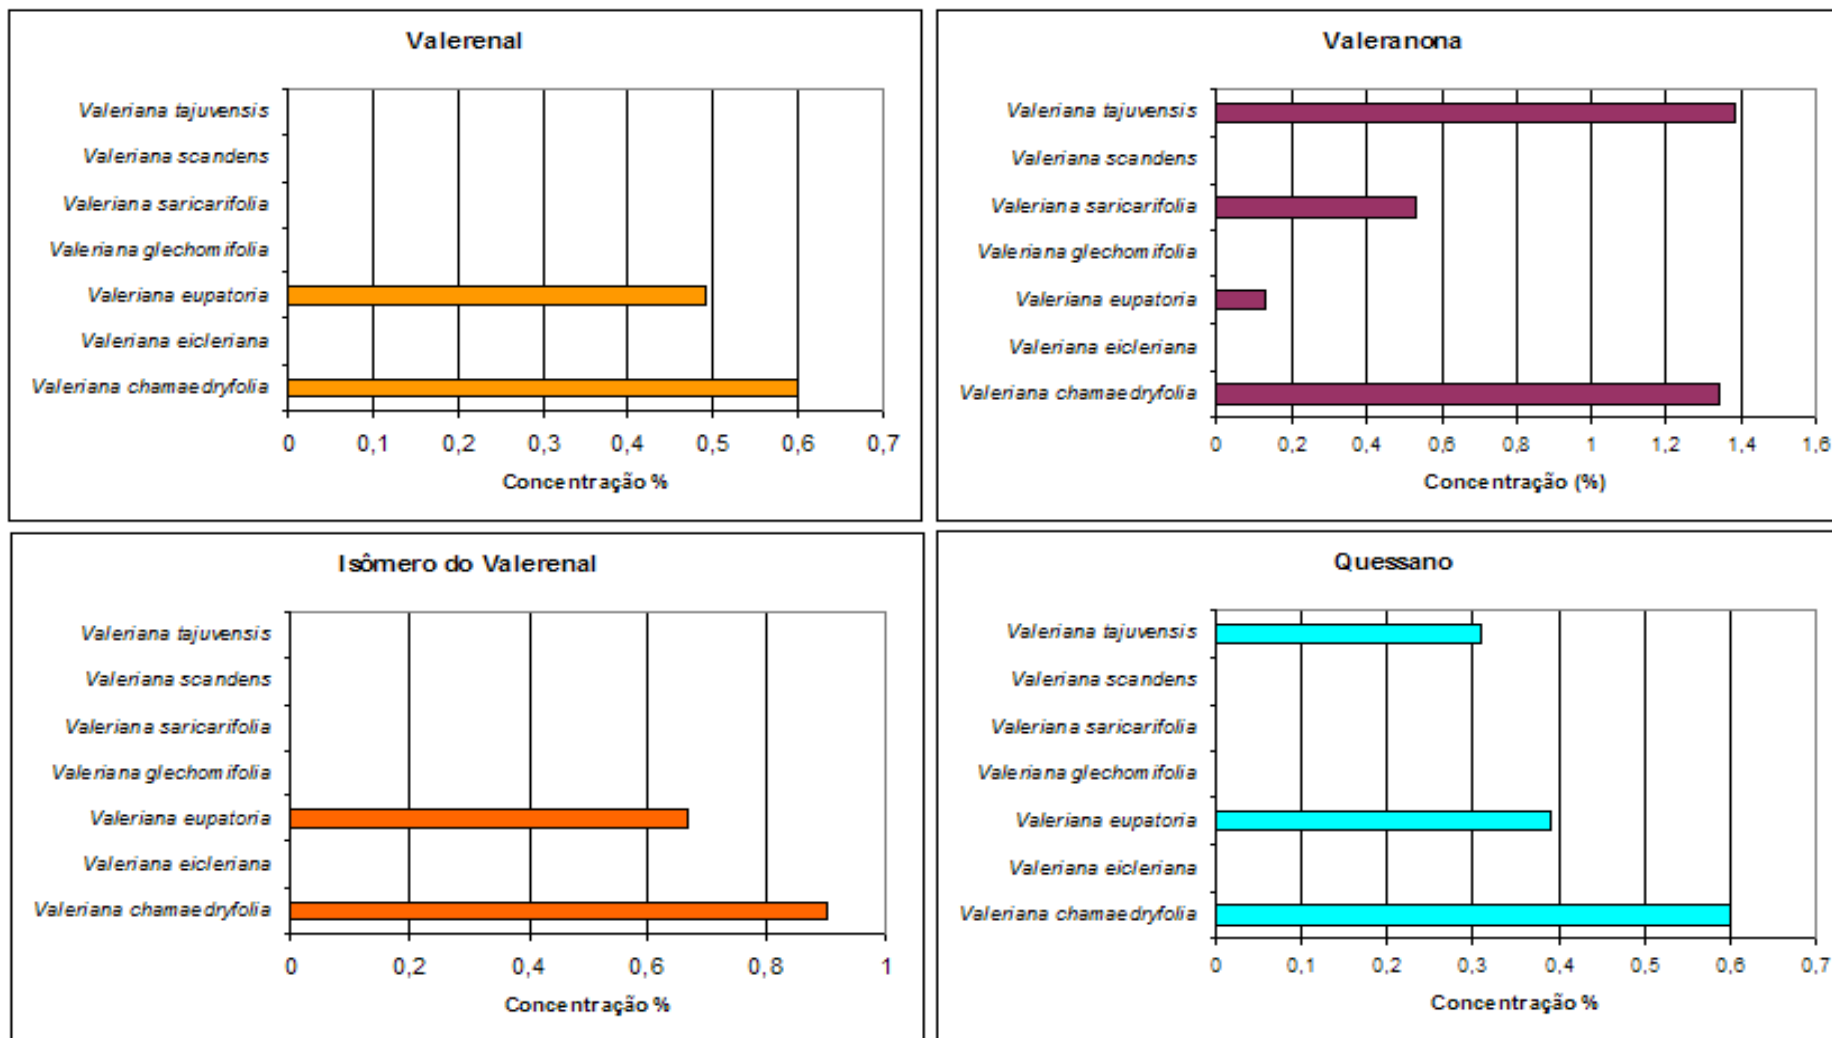 Valerenal
Valeriana tajuvensis
Valeriana scandens
Valeriana saricarifolia
Valeriana glechomifolia
Valeriana eupatoria
Valeriana eicleriana
Valeriana chamaedryfolia
0 0,1 0,2 0,3 0,4 0,5 0,6 0,7
Concentração %
Valeranona
Valeriana tajuvensis
Valeriana scandens
Valeriana saricarifolia
Valeriana glechomifolia
Valeriana eupatoria
Valeriana eicleriana
Valeriana chamaedryfolia
0 0,2 0,4 0,6 0,8 1 1,2 1,4 1,6
Concentração (%)
Isômero do Valerenal
Valeriana tajuvensis
Valeriana scandens
Valeriana saricarifolia
Valeriana glechomifolia
Valeriana eupatoria
Valeriana eicleriana
Valeriana chamaedryfolia
0 0,2 0,4 0,6 0,8 1
Concentração %
Quessano
Valeriana tajuvensis
Valeriana scandens
Valeriana saricarifolia
Valeriana glechomifolia
Valeriana eupatoria
Valeriana eicleriana
Valeriana chamaedryfolia
0 0,1 0,2 0,3 0,4 0,5 0,6 0,7
Concentração %